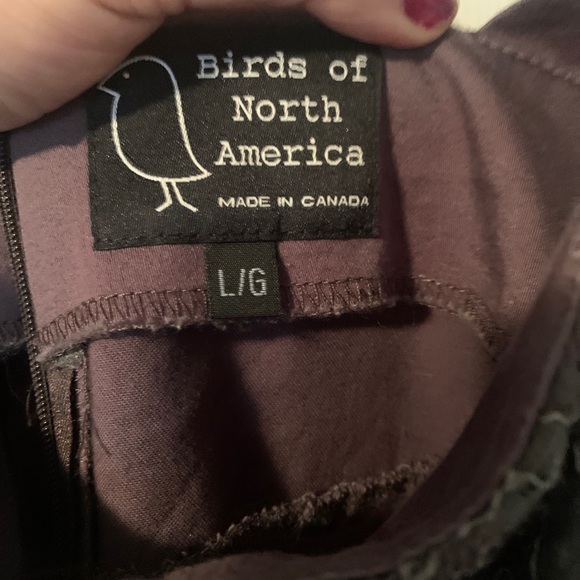 Birds of
North
America
MADE IN CANADA
L/G